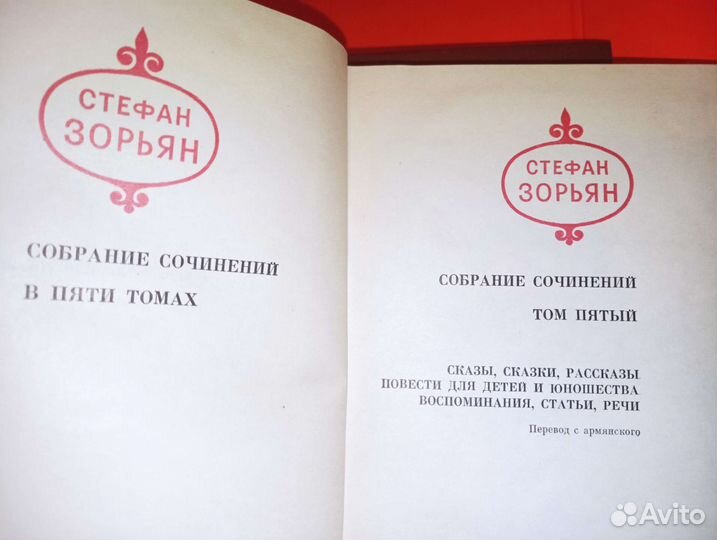 СТЕФАН
ЗОРЬЯН
СОБРАНИЕ СОЧИНЕНИЙ
В ПЯТИ ТОМАХ
СТЕФАН
ЗОРЬЯН
СОБРАНИЕ СОЧИНЕНИЙ
ТОМ ПЯТЫЙ
СКАЗЫ, СКАЗКИ, РАССКАЗЫ
ПОВЕСТИ ДЛЯ ДЕТЕЙ И ЮНОШЕСТВА
ВОСПОМИНАНИЯ, СТАТЬИ, РЕЧИ
Перевод с армянского
Avito